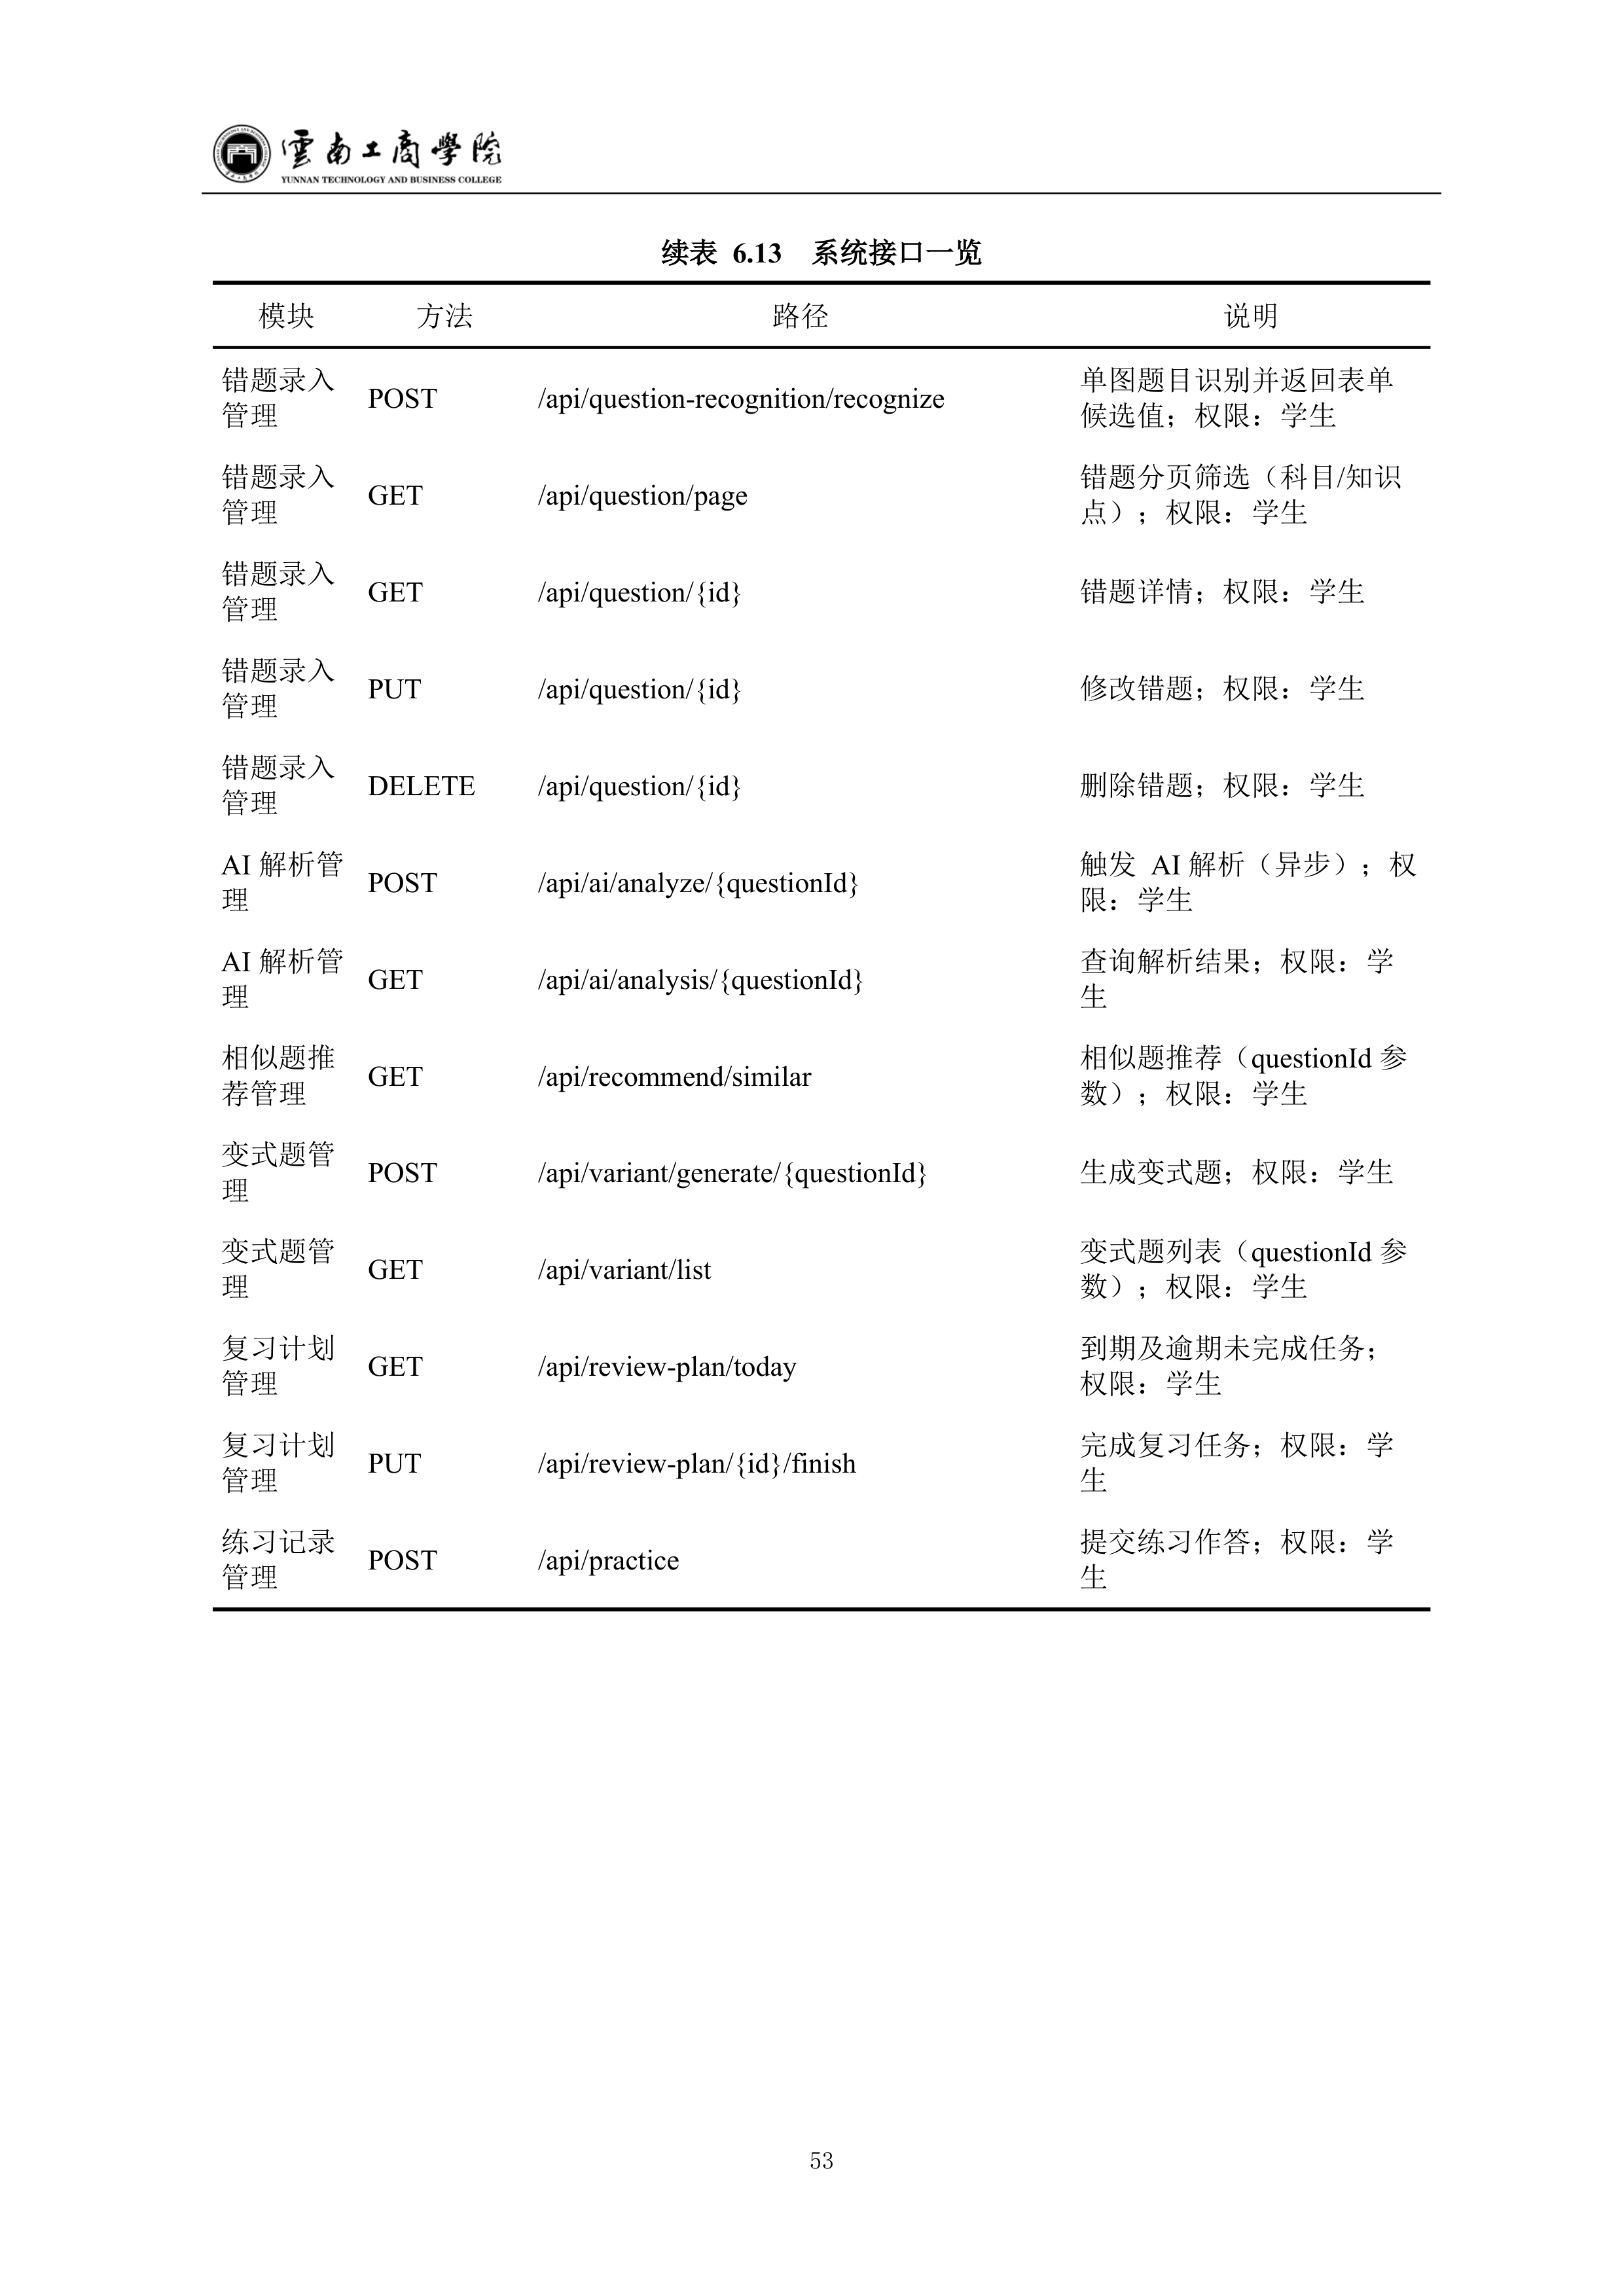 雲南工商學院
YUNNAN TECHNOLOGY AND BUSINESS COLLEGE
续表 6.13 系统接口一览
模块 方法 路径 说明
错题录入
管理
POST
/api/question-recognition/recognize
单图题目识别并返回表单
候选值；权限：学生
错题录入
管理
GET
/api/question/page
错题分页筛选（科目/知识
点）；权限：学生
错题录入
管理
GET
/api/question/{id}
错题详情；权限：学生
错题录入
管理
PUT
/api/question/{id}
修改错题；权限：学生
错题录入
管理
DELETE
/api/question/{id}
删除错题；权限：学生
AI 解析管
理
POST
/api/ai/analyze/{questionId}
触发 AI 解析（异步）；权
限：学生
AI 解析管
理
GET
/api/ai/analysis/{questionId}
查询解析结果；权限：学
生
相似题推
荐管理
GET
/api/recommend/similar
相似题推荐（questionId 参
数）；权限：学生
变式题管
理
POST
/api/variant/generate/{questionId}
生成变式题；权限：学生
变式题管
理
GET
/api/variant/list
变式题列表（questionId 参
数）；权限：学生
复习计划
管理
GET
/api/review-plan/today
到期及逾期未完成任务；
权限：学生
复习计划
管理
PUT
/api/review-plan/{id}/finish
完成复习任务；权限：学
生
练习记录
管理
POST
/api/practice
提交练习作答；权限：学
生
53